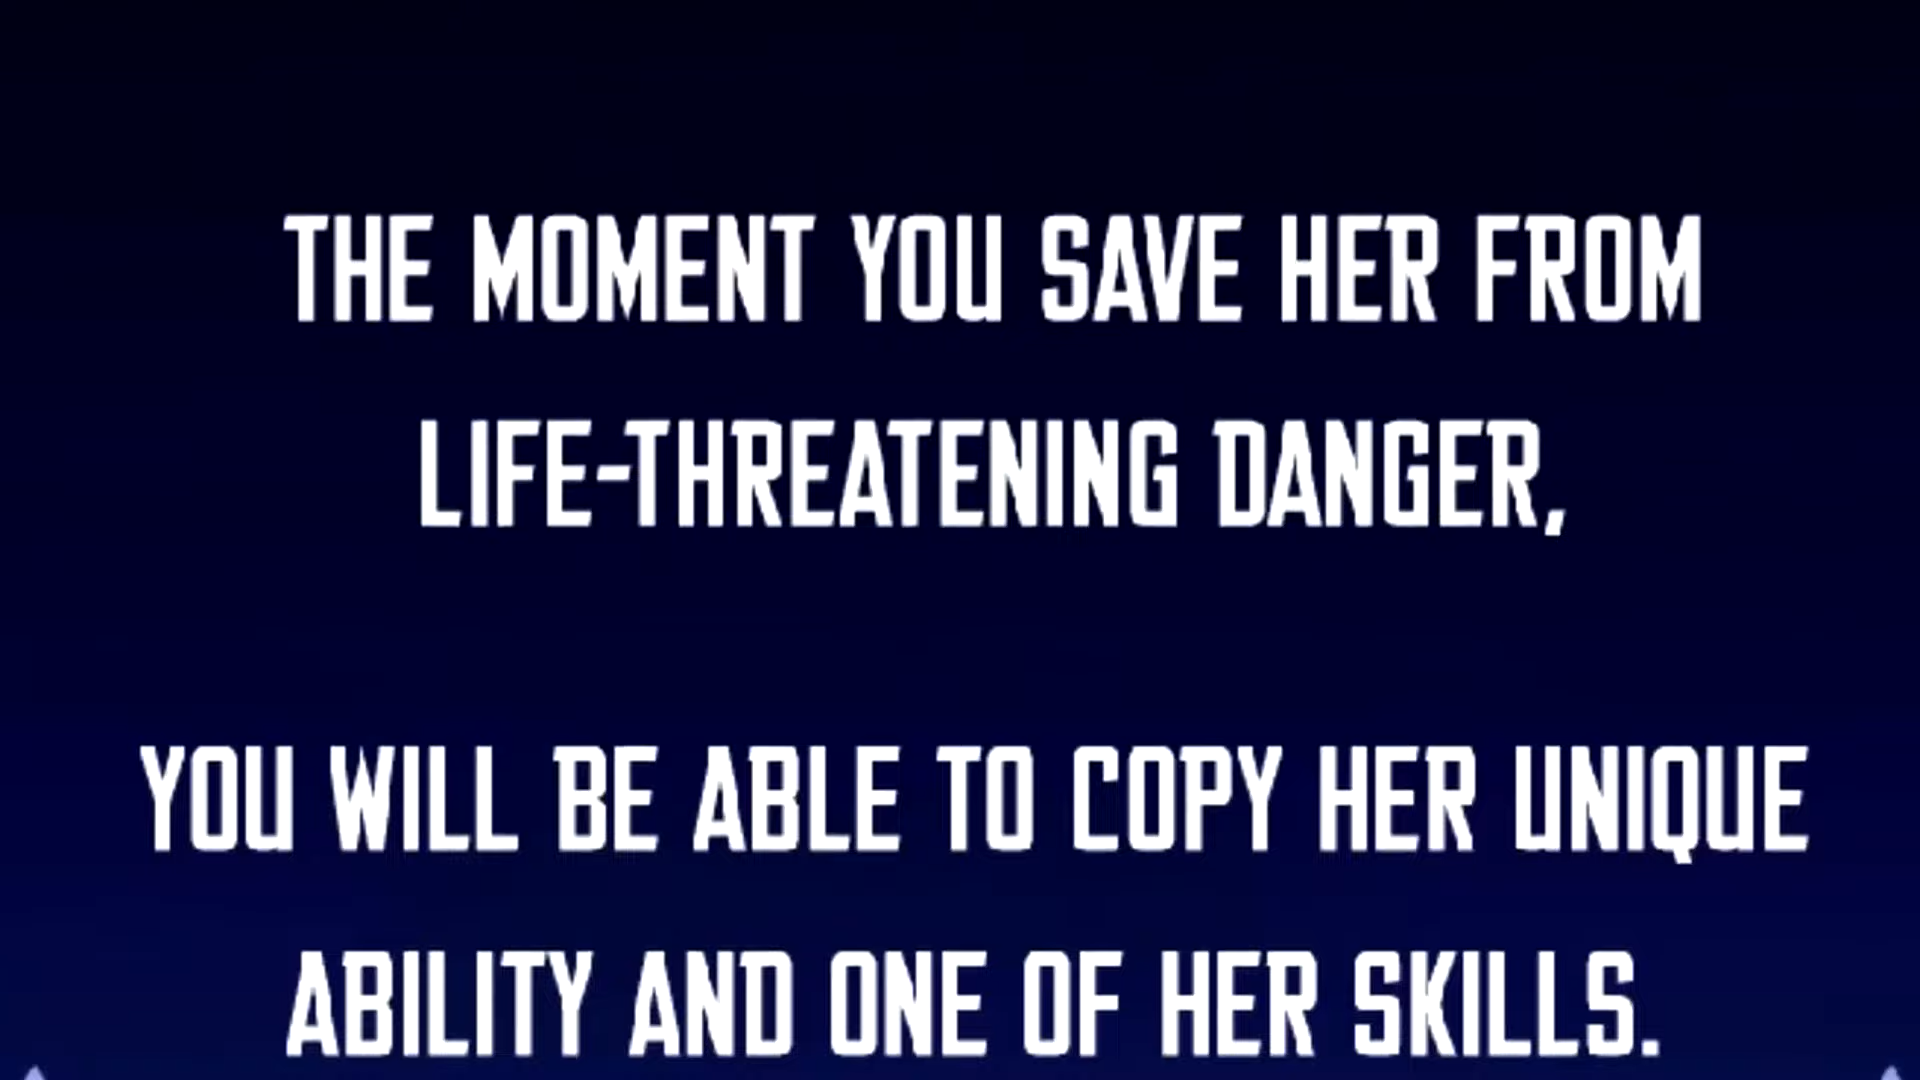 THE MOMENT YOU SAVE HER FROM
LIFE-THREATENING DANGER,
YOU WILL BE ABLE TO COPY HER UNIQUE
ABILITY AND ONE OF HER SKILLS.